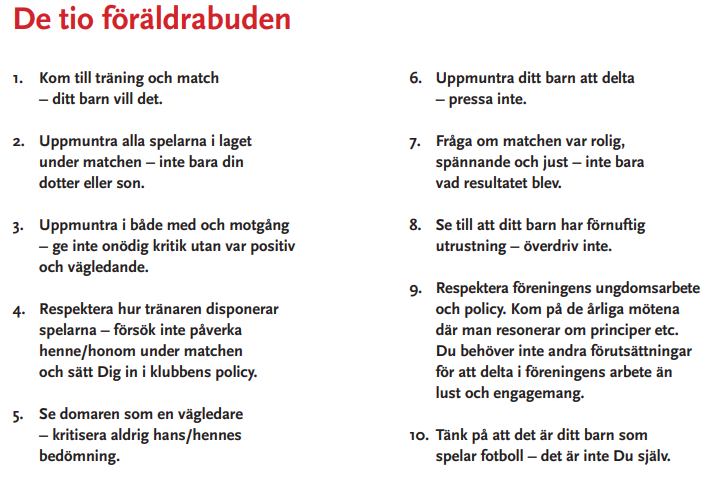 De tio föräldrabuden
1. Kom till träning och match
– ditt barn vill det.
2. Uppmuntra alla spelarna i laget
under matchen – inte bara din
dotter eller son.
3. Uppmuntra i både med och motgång
– ge inte onödig kritik utan var positiv
och vägledande.
4. Respektera hur tränaren disponerar
spelarna – försök inte påverka
henne/honom under matchen
och sätt Dig in i klubbens policy.
5. Se domaren som en vägledare
– kritisera aldrig hans/hennes
bedömning.
6. Uppmuntra ditt barn att delta
– pressa inte.
7. Fråga om matchen var rolig,
spännande och just – inte bara
vad resultatet blev.
8. Se till att ditt barn har förnuftig
utrustning – överdriv inte.
9. Respektera föreningens ungdomsarbete
och policy. Kom på de årliga mötena
där man resonerar om principer etc.
Du behöver inte andra förutsättningar
för att delta i föreningens arbete än
lust och engagemang.
10. Tänk på att det är ditt barn som
spelar fotboll – det är inte Du själv.